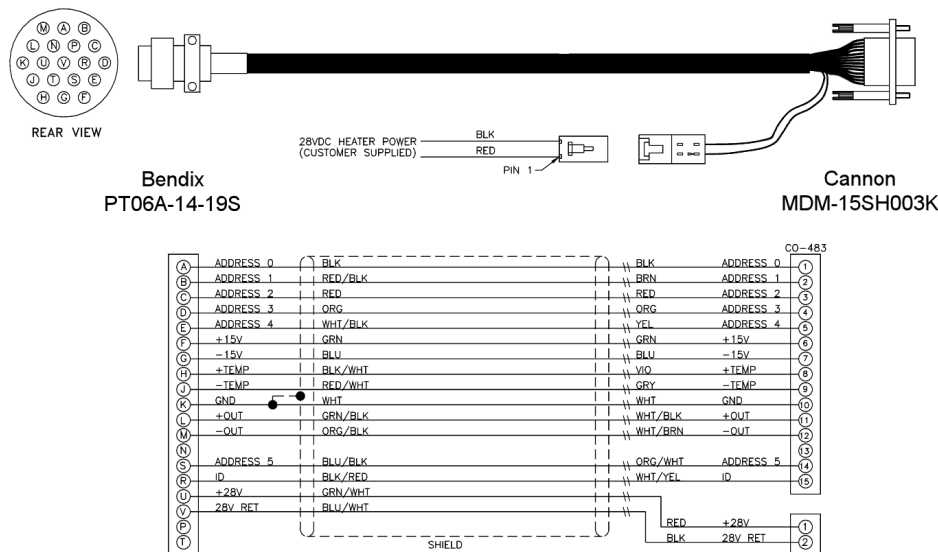 M A B
L N P C
K U V R D
J T S E
H G F
REAR VIEW
28VDC HEATER POWER
(CUSTOMER SUPPLIED)
BLK
RED
PIN 1
Bendix
PT06A-14-19S
Cannon
MDM-15SH003K
CO-483
A ADDRESS 0 BLK BLK ADDRESS 0 1
B ADDRESS 1 RED/BLK BRN ADDRESS 1 2
C ADDRESS 2 RED RED ADDRESS 2 3
D ADDRESS 3 ORG ORG ADDRESS 3 4
E ADDRESS 4 WHT/BLK YEL ADDRESS 4 5
F +15V GRN GRN +15V 6
G -15V BLU BLU -15V 7
H +TEMP BLK/WHT VIO +TEMP 8
J -TEMP RED/WHT GRY -TEMP 9
K GND WHT WHT GND 10
L +OUT GRN/BLK WHT/BLK +OUT 11
M -OUT ORG/BLK WHT/BRN -OUT 12
N 13
S ADDRESS 5 BLU/BLK ORG/WHT ADDRESS 5 14
R ID BLK/RED WHT/YEL ID 15
U +28V GRN/WHT
V 28V RET BLU/WHT
P RED +28V 1
T BLK 28V RET 2
SHIELD